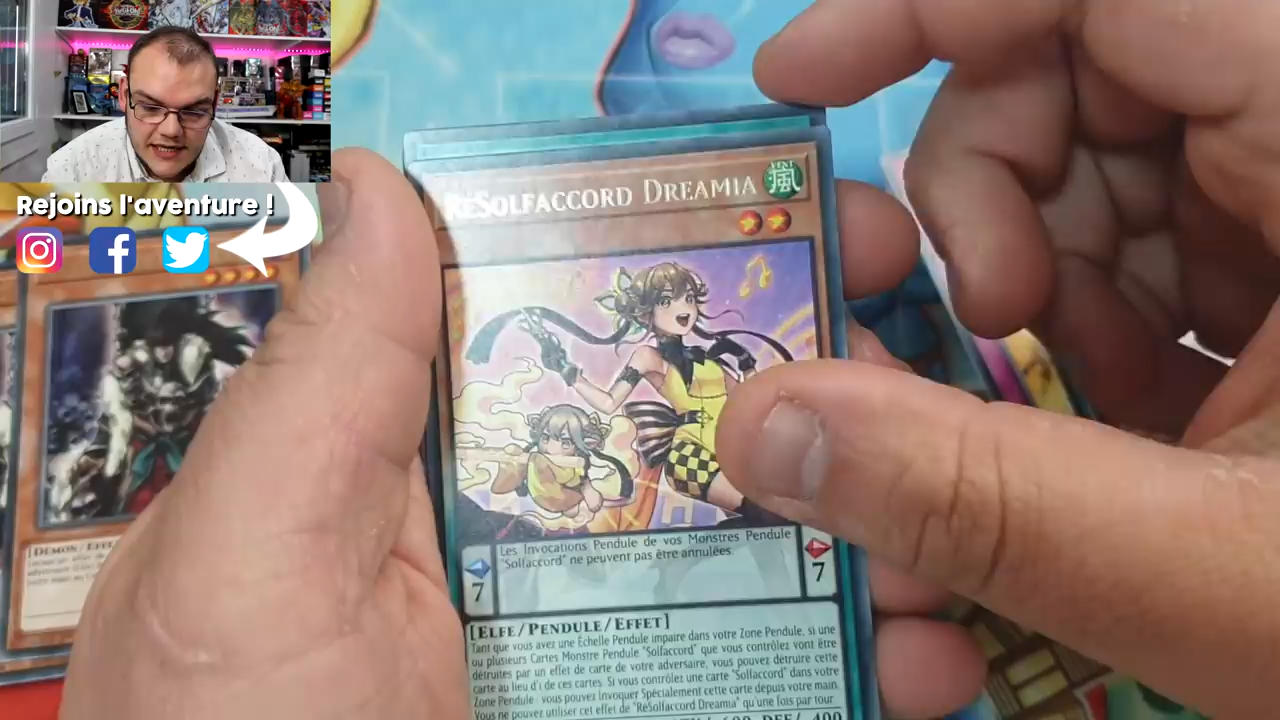 Rejoins l'aventure !
RéSolfaccord Dreamia
VENT
風
Les Invocations Pendule de vos Monstres Pendule
"Solfaccord" ne peuvent pas être annulées.
7
7
[Elfe/Pendule/Effet]
Tant que vous avez une Échelle Pendule impaire dans votre Zone Pendule, si une
ou plusieurs Cartes Monstre Pendule "Solfaccord" que vous contrôlez vont être
détruites par un effet de carte de votre adversaire, vous pouvez détruire cette
carte au lieu d'1 de ces cartes. Si vous contrôlez une carte "Solfaccord" dans votre
Zone Pendule : vous pouvez Invoquer Spécialement cette carte depuis votre main.
Vous ne pouvez utiliser cet effet de "RéSolfaccord Dreamia" qu'une fois par tour
DEF/ 400
[Démon/Effe